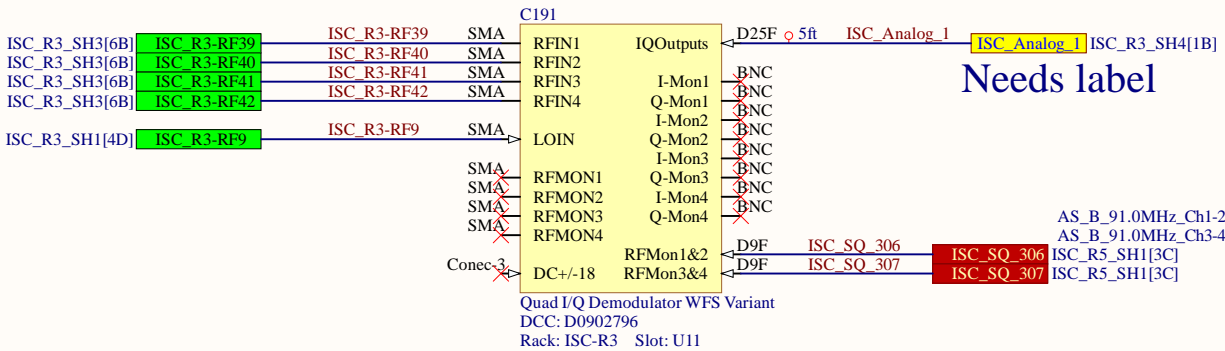 C191
ISC_R3_SH3[6B] ISC_R3-RF39 ISC_R3-RF39 SMA RFIN1 IQOutputs D25F 5ft ISC_Analog_1 ISC_Analog_1 ISC_R3_SH4[1B]
ISC_R3_SH3[6B] ISC_R3-RF40 ISC_R3-RF40 SMA RFIN2
ISC_R3_SH3[6B] ISC_R3-RF41 ISC_R3-RF41 SMA RFIN3 I-Mon1 BNC
Needs label
ISC_R3_SH3[6B] ISC_R3-RF42 ISC_R3-RF42 SMA RFIN4 Q-Mon1 BNC
I-Mon2 BNC
ISC_R3_SH1[4D] ISC_R3-RF9 ISC_R3-RF9 SMA LOIN Q-Mon2 BNC
I-Mon3 BNC
SMA RFMON1 Q-Mon3 BNC
SMA RFMON2 I-Mon4 BNC
SMA RFMON3 Q-Mon4 BNC
AS_B_91.0MHz_Ch1-2
SMA RFMON4
AS_B_91.0MHz_Ch3-4
RFMon1&2 D9F ISC_SQ_306 ISC_SQ_306 ISC_R5_SH1[3C]
Conec-3 DC+/-18 RFMon3&4 D9F ISC_SQ_307 ISC_SQ_307 ISC_R5_SH1[3C]
Quad I/Q Demodulator WFS Variant
DCC: D0902796
Rack: ISC-R3 Slot: U11